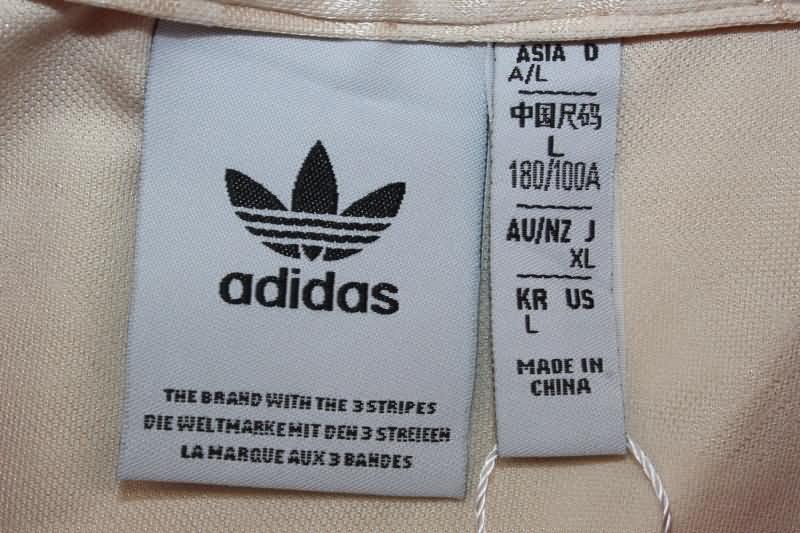 adidas
THE BRAND WITH THE 3 STRIPES
DIE WELTMARKE MIT DEN 3 STREIEEN
LA MARQUE AUX 3 BANDES
ASIA D
A/L
中国尺码
L
180/100A
AU/NZ J
XL
KR US
L
MADE IN
CHINA